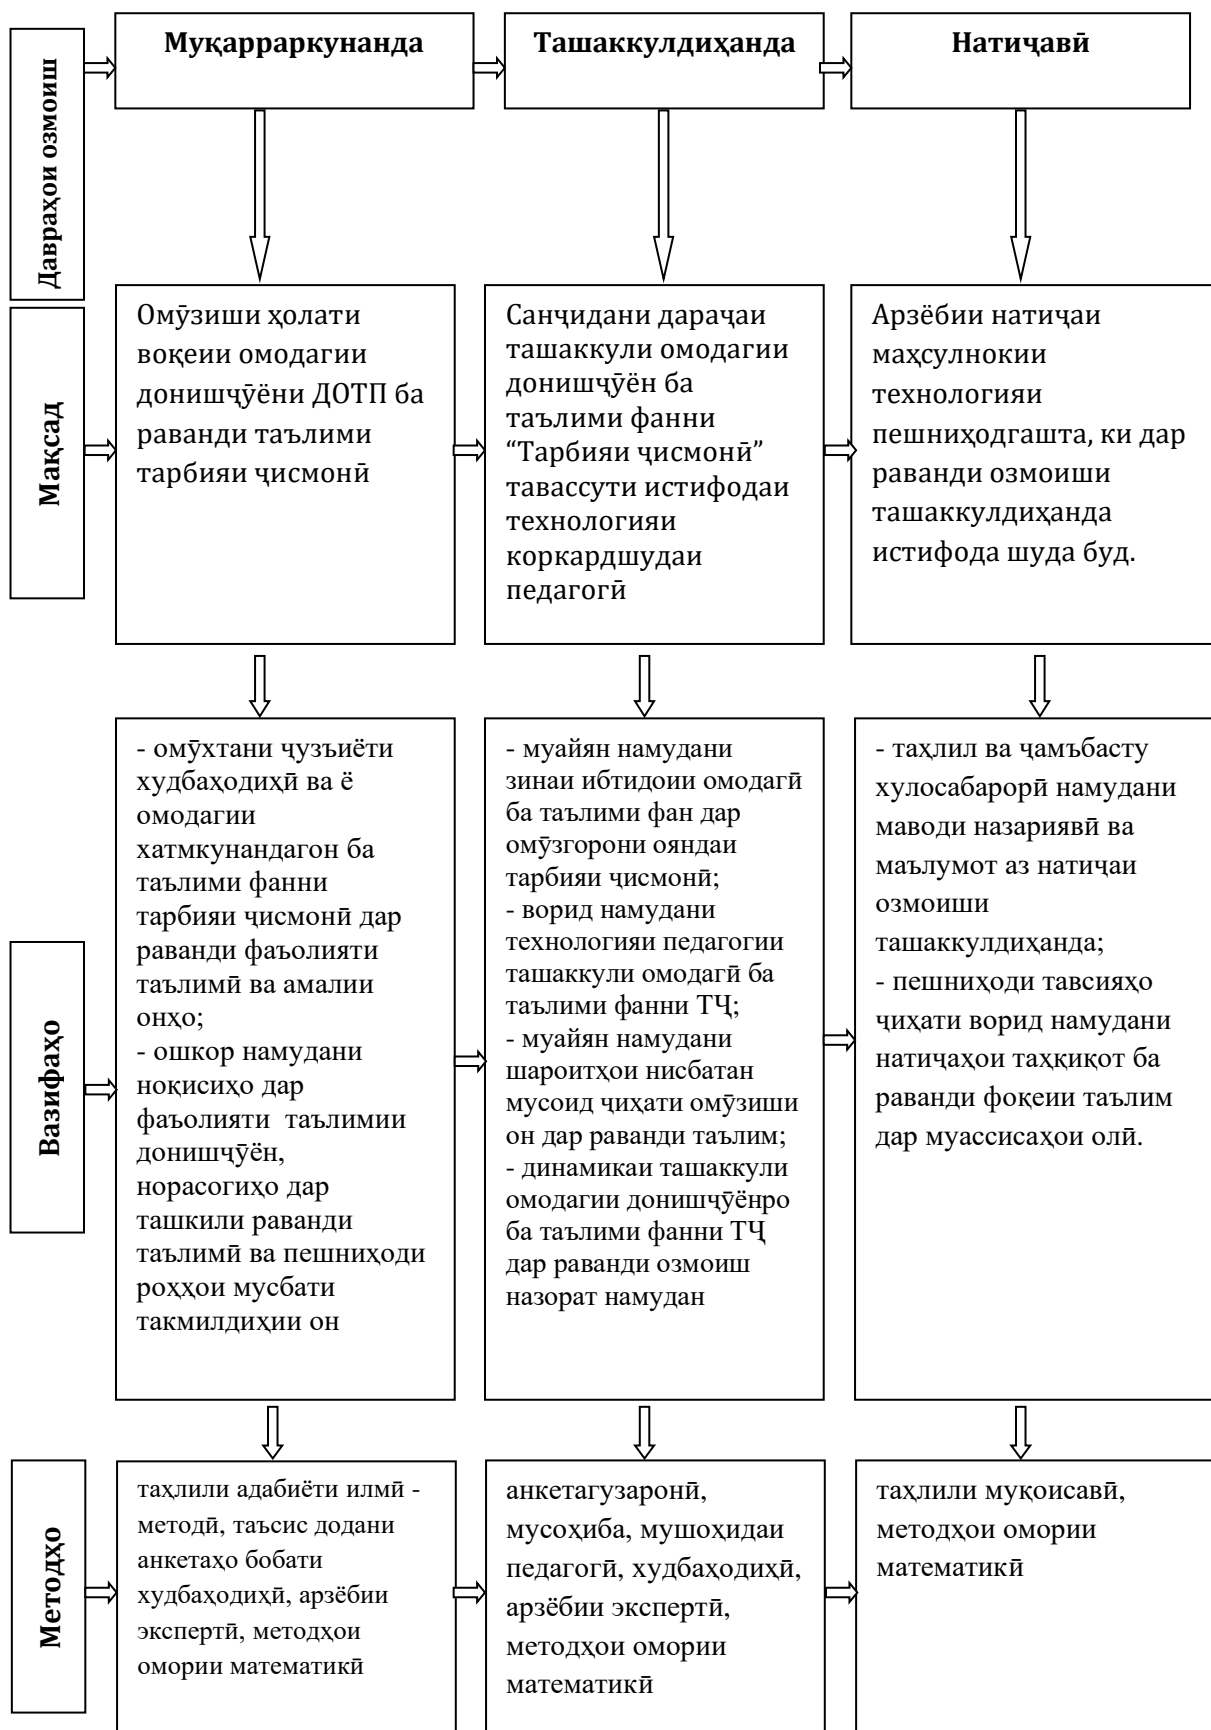 Давраҳои озмоиш
Муқарраркунанда
Ташаккулдиҳанда
Натиҷавӣ
Мақсад
Омӯзиши ҳолати
воқеии омодагии
донишҷӯёни ДОТП ба
раванди таълими
тарбияи ҷисмонӣ
Санҷидани дараҷаи
ташаккули омодагии
донишҷӯён ба
таълими фанни
“Тарбияи ҷисмонӣ”
тавассути истифодаи
технологияи
коркардшудаи
педагогӣ
Арзёбии натиҷаи
маҳсулнокии
технологияи
пешниҳодгашта, ки дар
раванди озмоиши
ташаккулдиҳанда
истифода шуда буд.
Вазифаҳо
- омӯхтани ҷузъиёти
худбаҳодиҳӣ ва ё
омодагии
хатмкунандагон ба
таълими фанни
тарбияи ҷисмонӣ дар
раванди фаъолияти
таълимӣ ва амалии
онҳо;
- ошкор намудани
ноқисиҳо дар
фаъолияти таълимии
донишҷӯён,
норасогиҳо дар
ташкили раванди
таълимӣ ва пешниҳоди
роҳҳои мусбати
такмилдиҳии он
- муайян намудани
зинаи ибтидоии омодагӣ
ба таълими фан дар
омӯзгорони ояндаи
тарбияи ҷисмонӣ;
- ворид намудани
технологияи педагогии
ташаккули омодагӣ ба
таълими фанни ТҶ;
- муайян намудани
шароитҳои нисбатан
мусоид ҷиҳати омӯзиши
он дар раванди таълим;
- динамикаи ташаккули
омодагии донишҷӯёнро
ба таълими фанни ТҶ
дар раванди озмоиш
назорат намудан
- таҳлил ва ҷамъбасту
хулосабарорӣ намудани
маводи назариявӣ ва
маълумот аз натиҷаи
озмоиши
ташаккулдиҳанда;
- пешниҳоди тавсияҳо
ҷиҳати ворид намудани
натиҷаҳои таҳқиқот ба
раванди фоқеии таълим
дар муассисаҳои олӣ.
Методҳо
таҳлили адабиёти илмӣ -
методӣ, таъсис додани
анкетаҳо бобати
худбаҳодиҳӣ, арзёбии
экспертӣ, методҳои
омории математикӣ
анкетагузаронӣ,
мусоҳиба, мушоҳидаи
педагогӣ, худбаҳодиҳӣ,
арзёбии экспертӣ,
методҳои омории
математикӣ
таҳлили муқоисавӣ,
методҳои омории
математикӣ